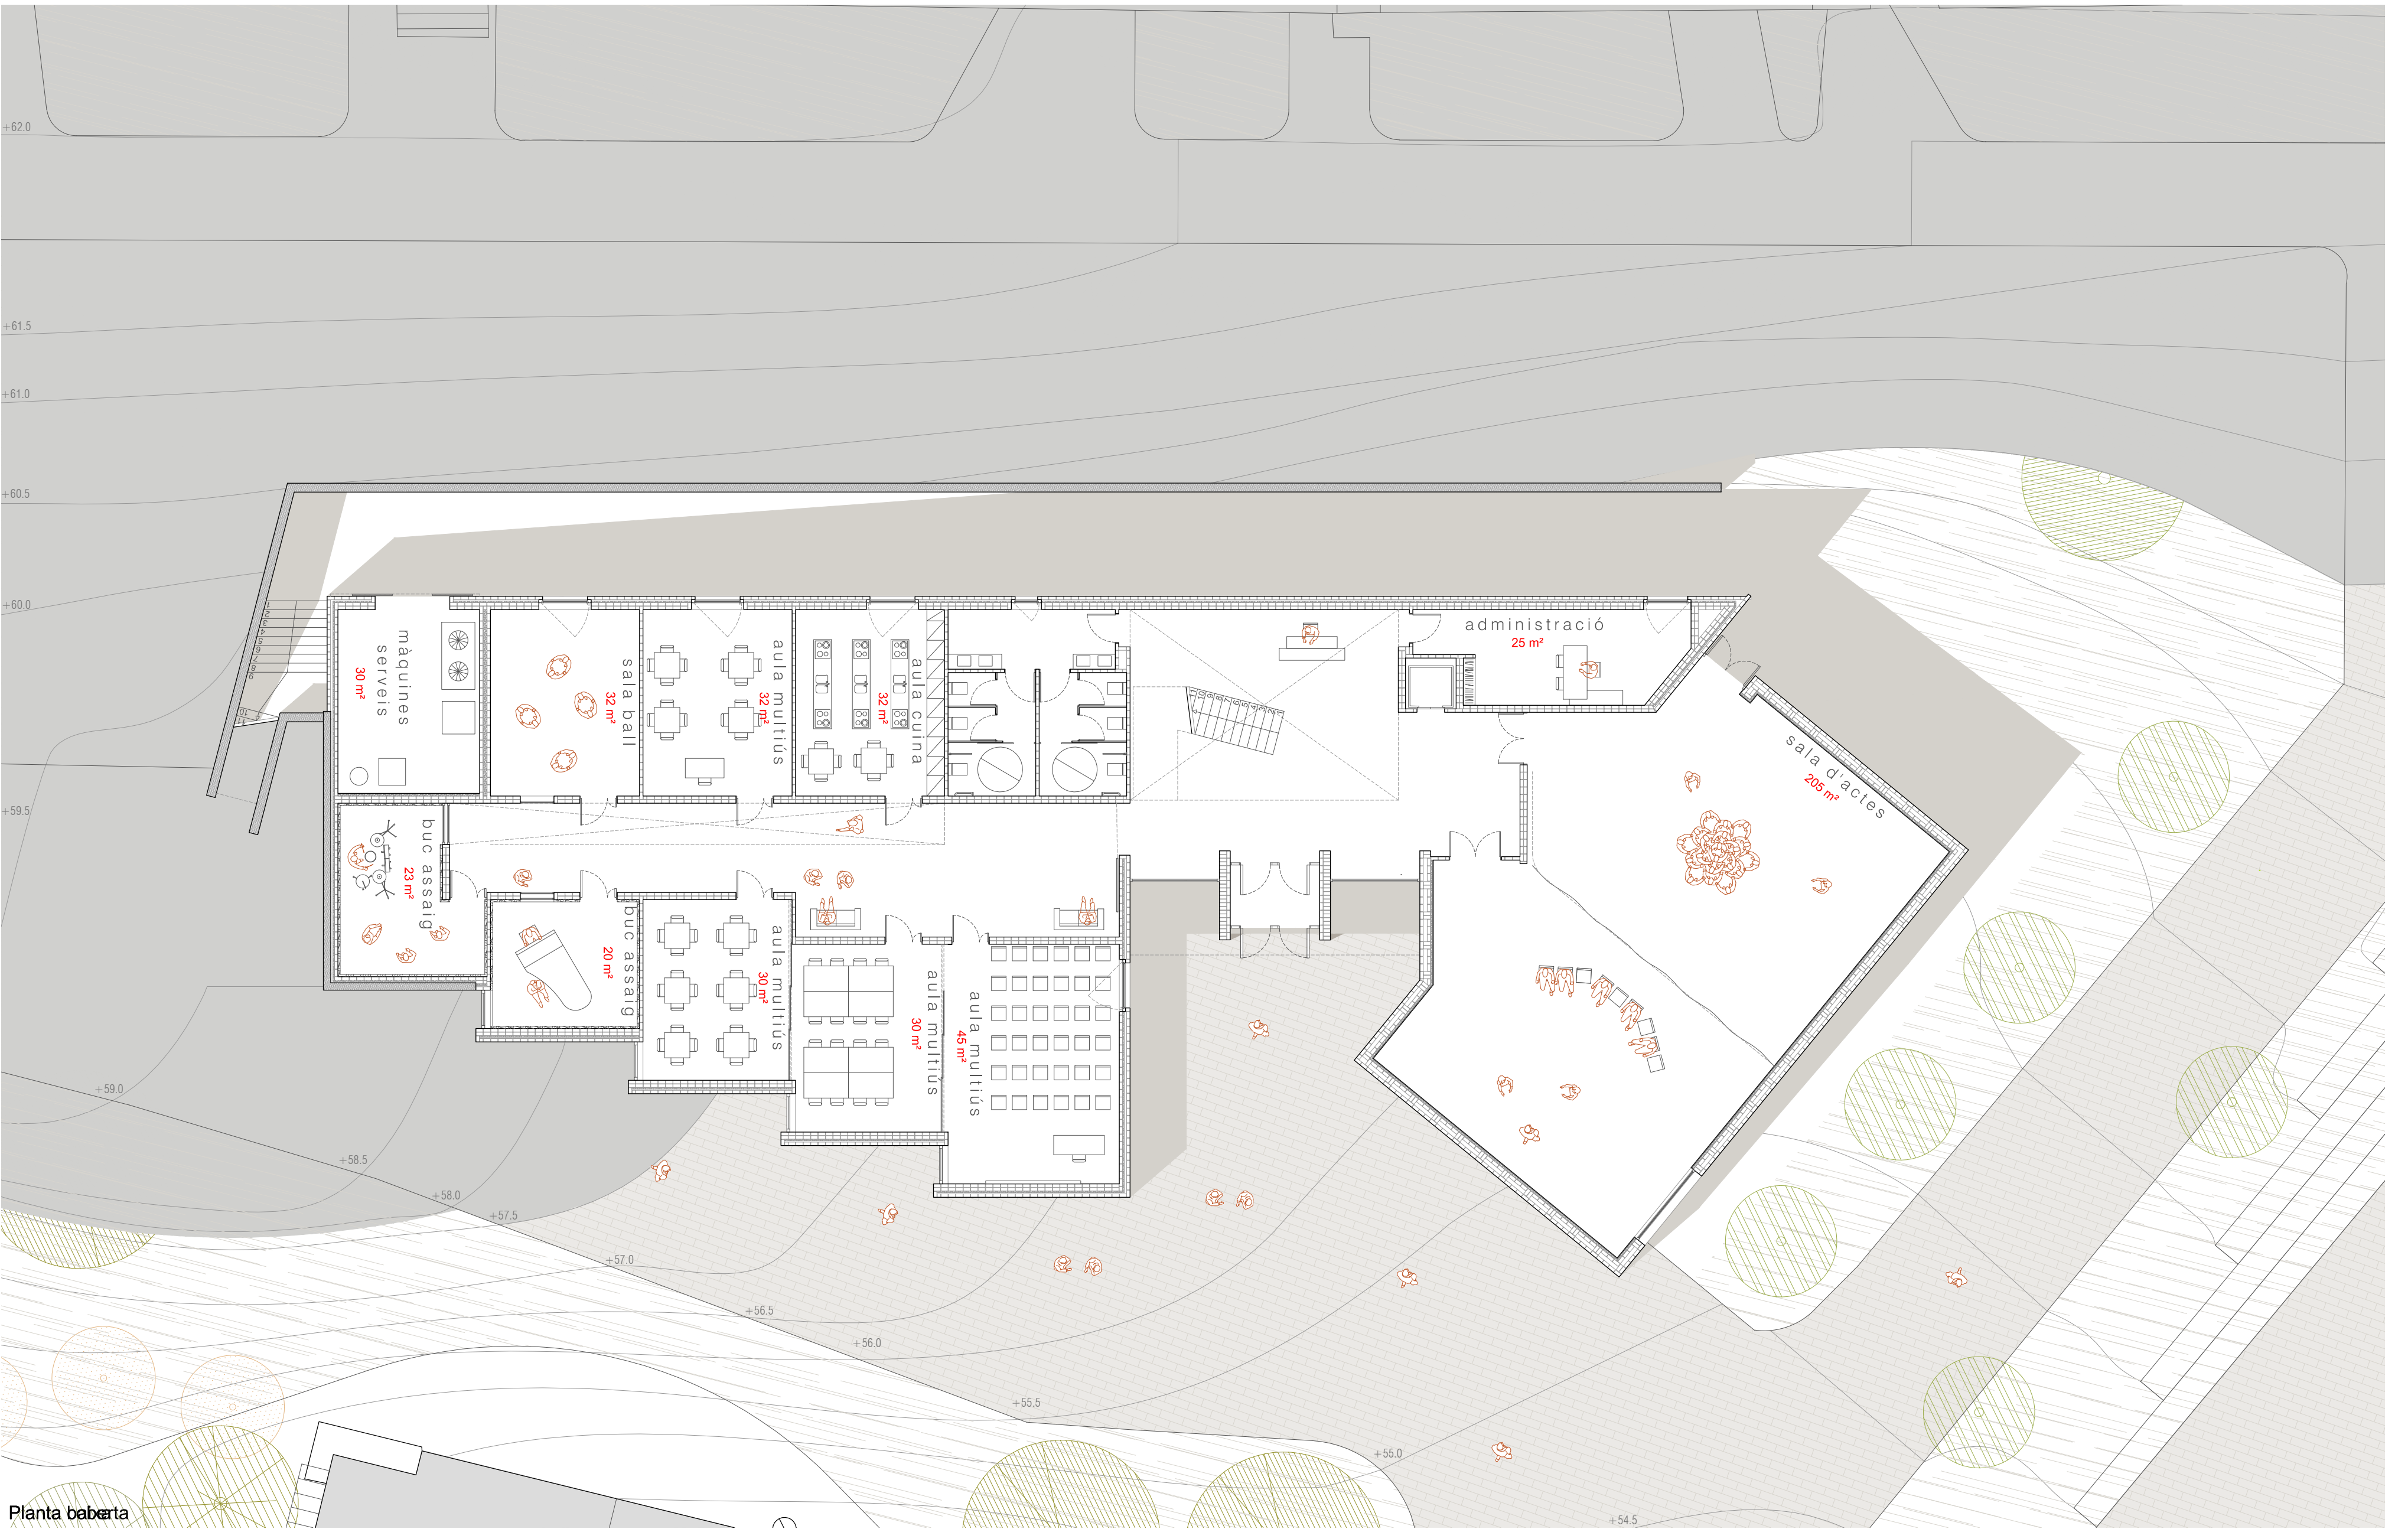 +62.0
+61.5
+61.0
+60.5
+60.0
+59.5
+59.0
+58.5
+58.0
+57.5
+57.0
+56.5
+56.0
+55.5
+55.0
+54.5
màquines
serveis
30 m²
sala ball
32 m²
aula multiús
32 m²
aula cuina
32 m²
administració
25 m²
sala d'actes
205 m²
buc assaig
23 m²
buc assaig
20 m²
aula multiús
30 m²
aula multiús
30 m²
aula multiús
45 m²
Planta